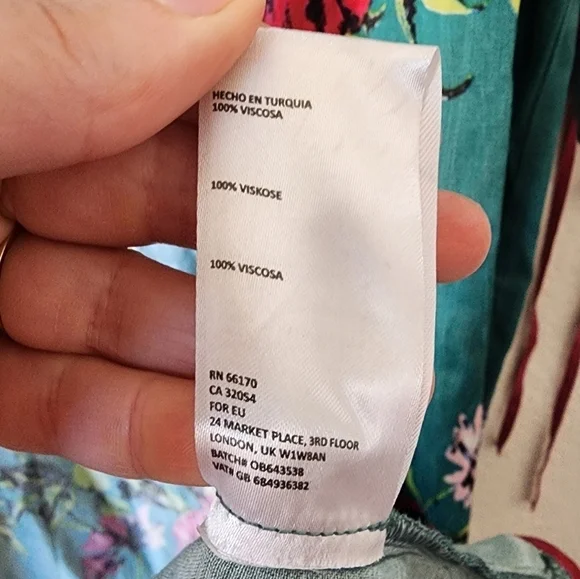 HECHO EN TURQUIA
100% VISCOSA
100% VISKOSE
100% VISCOSA
RN 66170
CA 32054
FOR EU
24 MARKET PLACE, 3RD FLOOR
LONDON, UK W1W8AN
BATCH# OB643538
VAT# GB 684936382